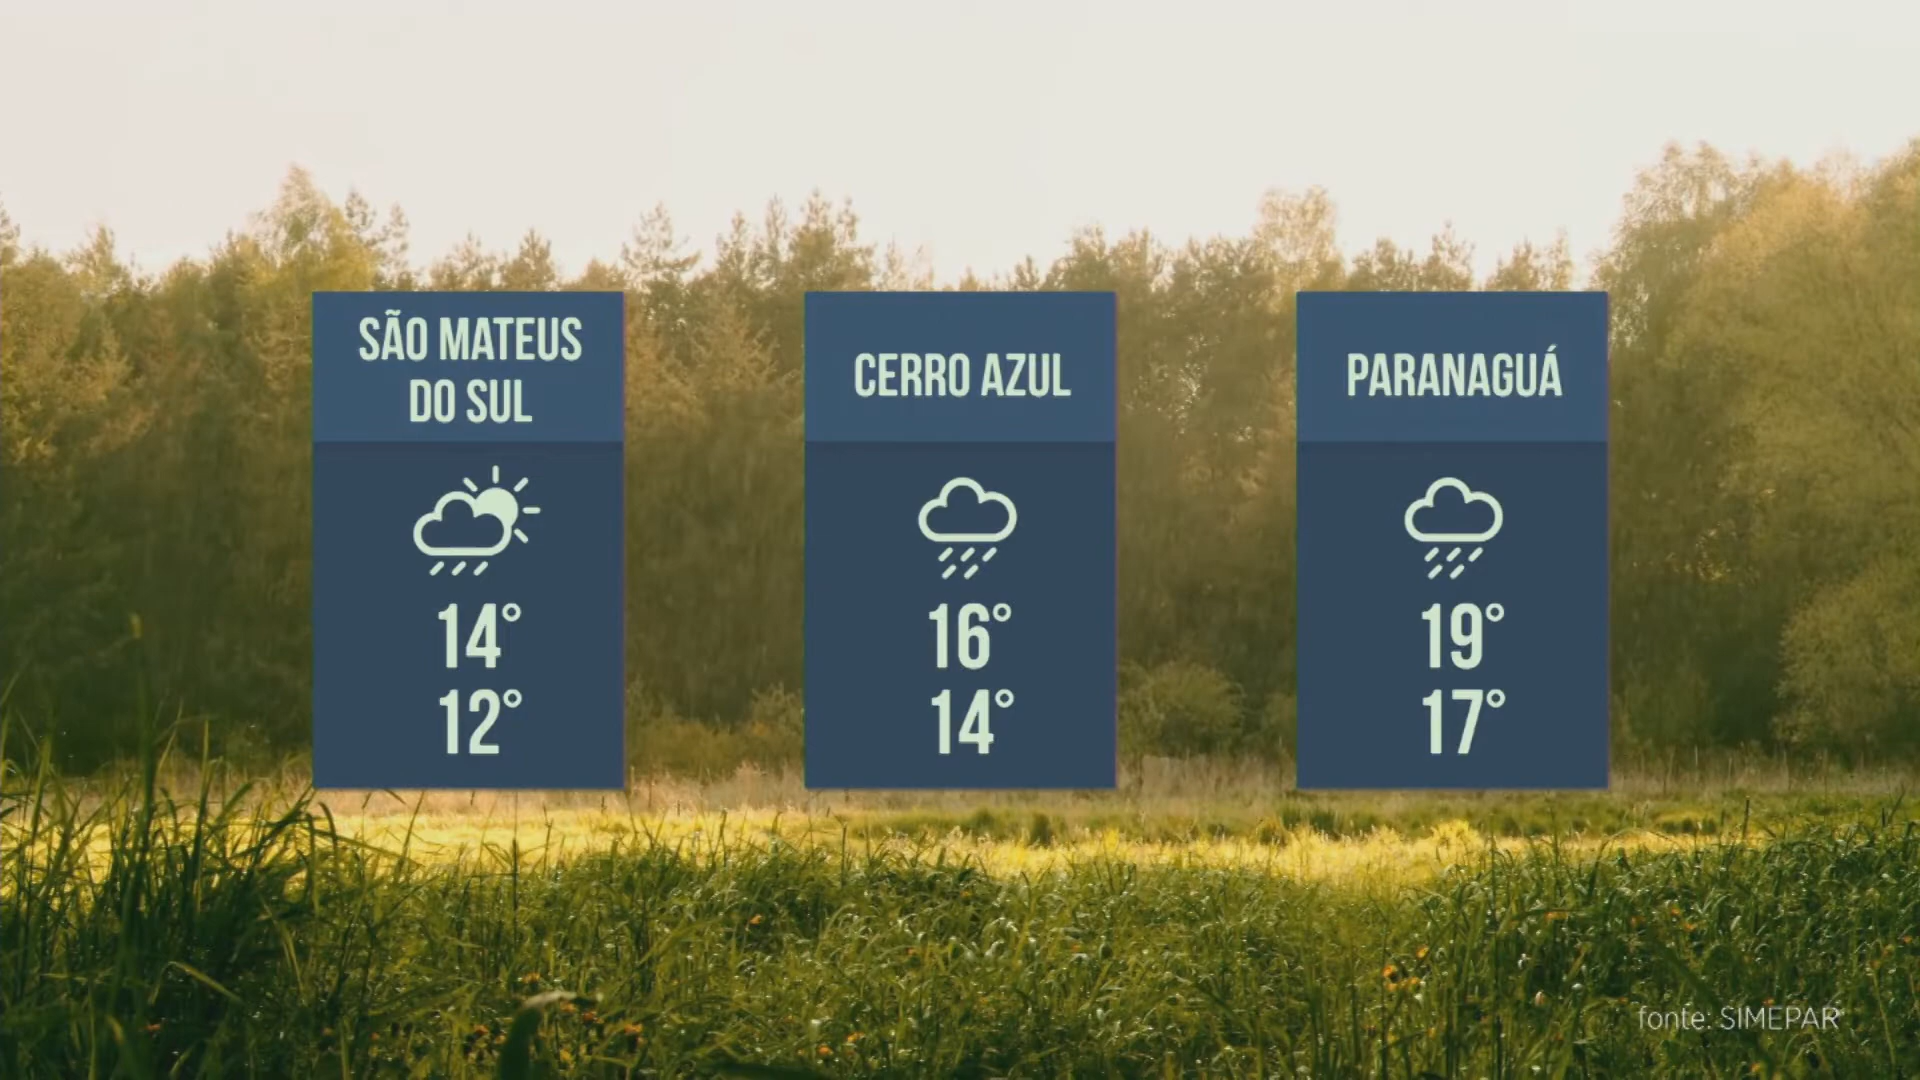 SÃO MATEUS
DO SUL
14°
12°
CERRO AZUL
16°
14°
PARANAGUÁ
19°
17°
fonte: SIMEPAR